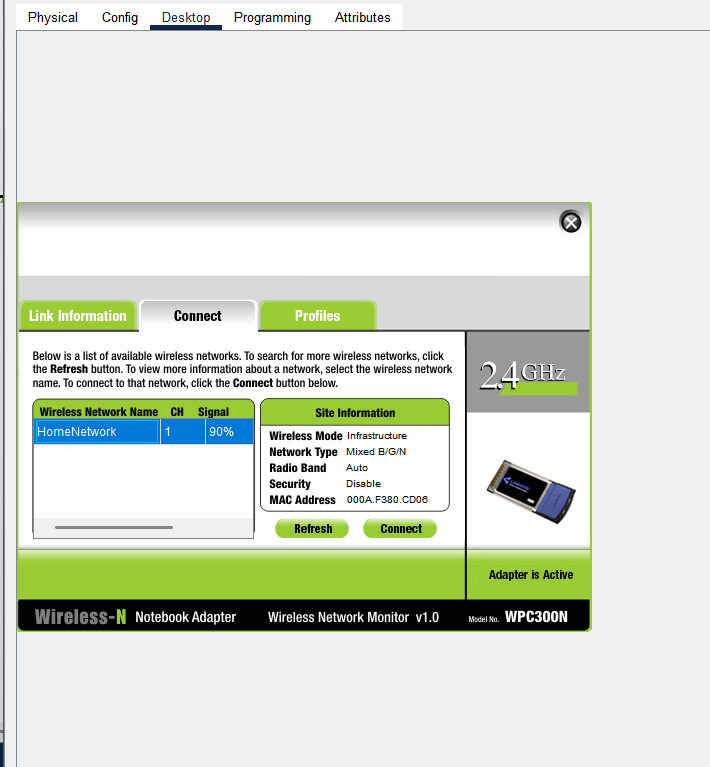 Physical Config Desktop Programming Attributes
Link Information Connect Profiles
Below is a list of available wireless networks. To search for more wireless networks, click
the Refresh button. To view more information about a network, select the wireless network
name. To connect to that network, click the Connect button below.
2.4GHz
Wireless Network Name CH Signal
HomeNetwork 1 90%
Site Information
Wireless Mode Infrastructure
Network Type Mixed B/G/N
Radio Band Auto
Security Disable
MAC Address 000A.F380.CD06
Refresh Connect
Adapter is Active
Wireless-N Notebook Adapter Wireless Network Monitor v1.0 Model No. WPC300N